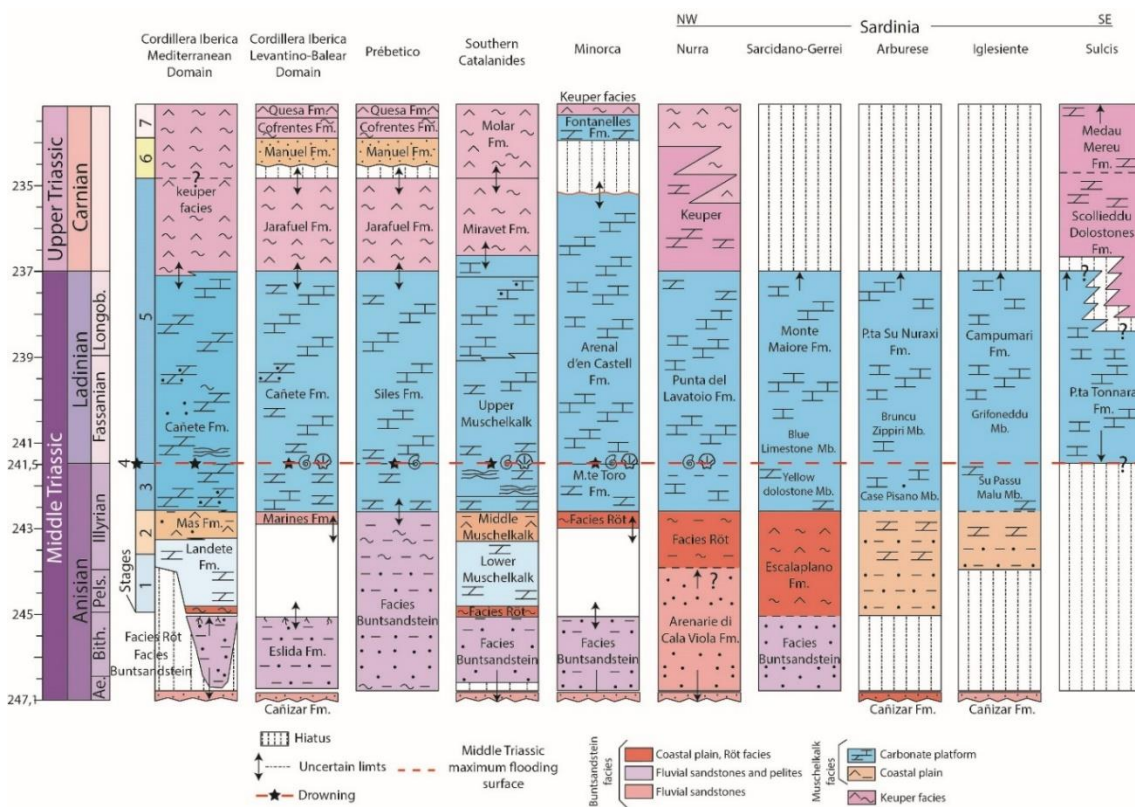 NW
SE
Sardinia
Cordillera Iberica
Mediterranean
Domain
Cordillera Iberica
Levantino-Balear
Domain
Prébetico
Southern
Catalanides
Minorca
Nurra
Sarcidano-Gerrei
Arburese
Iglesiente
Sulcis
Upper Triassic
Middle Triassic
Carnian
Ladinian
Anisian
Longob.
Fassanian
Illyrian
Pels.
Bith.
Ae.
235
237
239
241
241,5
243
245
247,1
Stages
7
6
5
4
3
2
1
?
keuper
facies
Cañete Fm.
Mas Fm.
Landete
Fm.
Facies Röt
Facies
Buntsandstein
Quesa Fm.
Cofrentes Fm.
Manuel Fm.
Jarafuel Fm.
Cañete Fm.
Marines Fm.
Eslida Fm.
Cañizar Fm.
Quesa Fm.
Cofrentes Fm.
Manuel Fm.
Jarafuel Fm.
Siles Fm.
Facies
Buntsandstein
Molar
Fm.
Miravet Fm.
Upper
Muschelkalk
Middle
Muschelkalk
Lower
Muschelkalk
Facies Röt
Facies
Buntsandstein
Keuper facies
Fontanelles
Fm.
Arenal
d'en Castell
Fm.
M.te Toro
Fm.
Facies Röt
Facies
Buntsandstein
Keuper
Punta del
Lavatoio Fm.
Facies Röt
?
Arenarie di
Cala Viola Fm.
Monte
Maiore Fm.
Blue
Limestone Mb.
Yellow
dolostone Mb.
Escalaplano
Fm.
Facies
Buntsandstein
P.ta Su Nuraxi
Fm.
Bruncu
Zippiri Mb.
Case Pisano Mb.
Cañizar Fm.
Campumari
Fm.
Grifoneddu
Mb.
Su Passu
Malu Mb.
Cañizar Fm.
Medau
Mereu
Fm.
Scollieddu
Dolostones
Fm.
?
?
P.ta Tonnara
Fm.
?
Hiatus
Uncertain limts
Drowning
Middle Triassic
maximum flooding
surface
Buntsandstein
facies
Coastal plain, Röt facies
Fluvial sandstones and pelites
Fluvial sandstones
Muschelkalk
facies
Carbonate platform
Coastal plain
Keuper facies